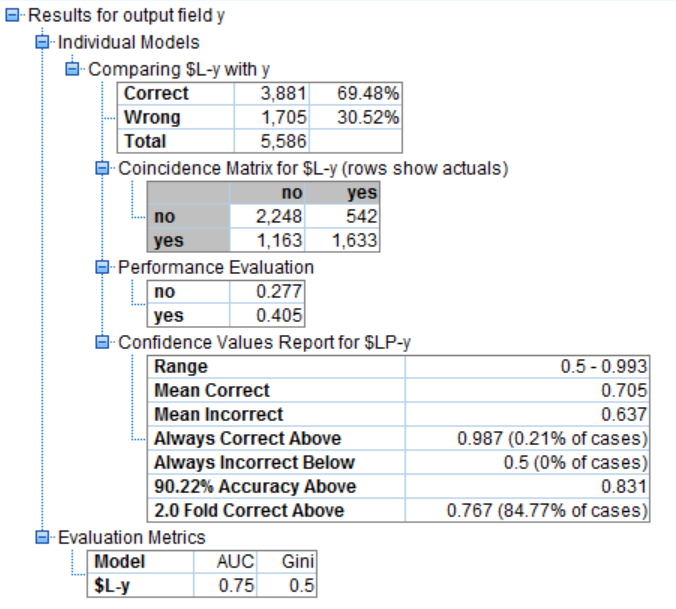 Results for output field y
Individual Models
Comparing $L-y with y
Correct 3,881 69.48%
Wrong 1,705 30.52%
Total 5,586
Coincidence Matrix for $L-y (rows show actuals)
no yes
no 2,248 542
yes 1,163 1,633
Performance Evaluation
no 0.277
yes 0.405
Confidence Values Report for $LP-y
Range 0.5 - 0.993
Mean Correct 0.705
Mean Incorrect 0.637
Always Correct Above 0.987 (0.21% of cases)
Always Incorrect Below 0.5 (0% of cases)
90.22% Accuracy Above 0.831
2.0 Fold Correct Above 0.767 (84.77% of cases)
Evaluation Metrics
Model AUC Gini
$L-y 0.75 0.5